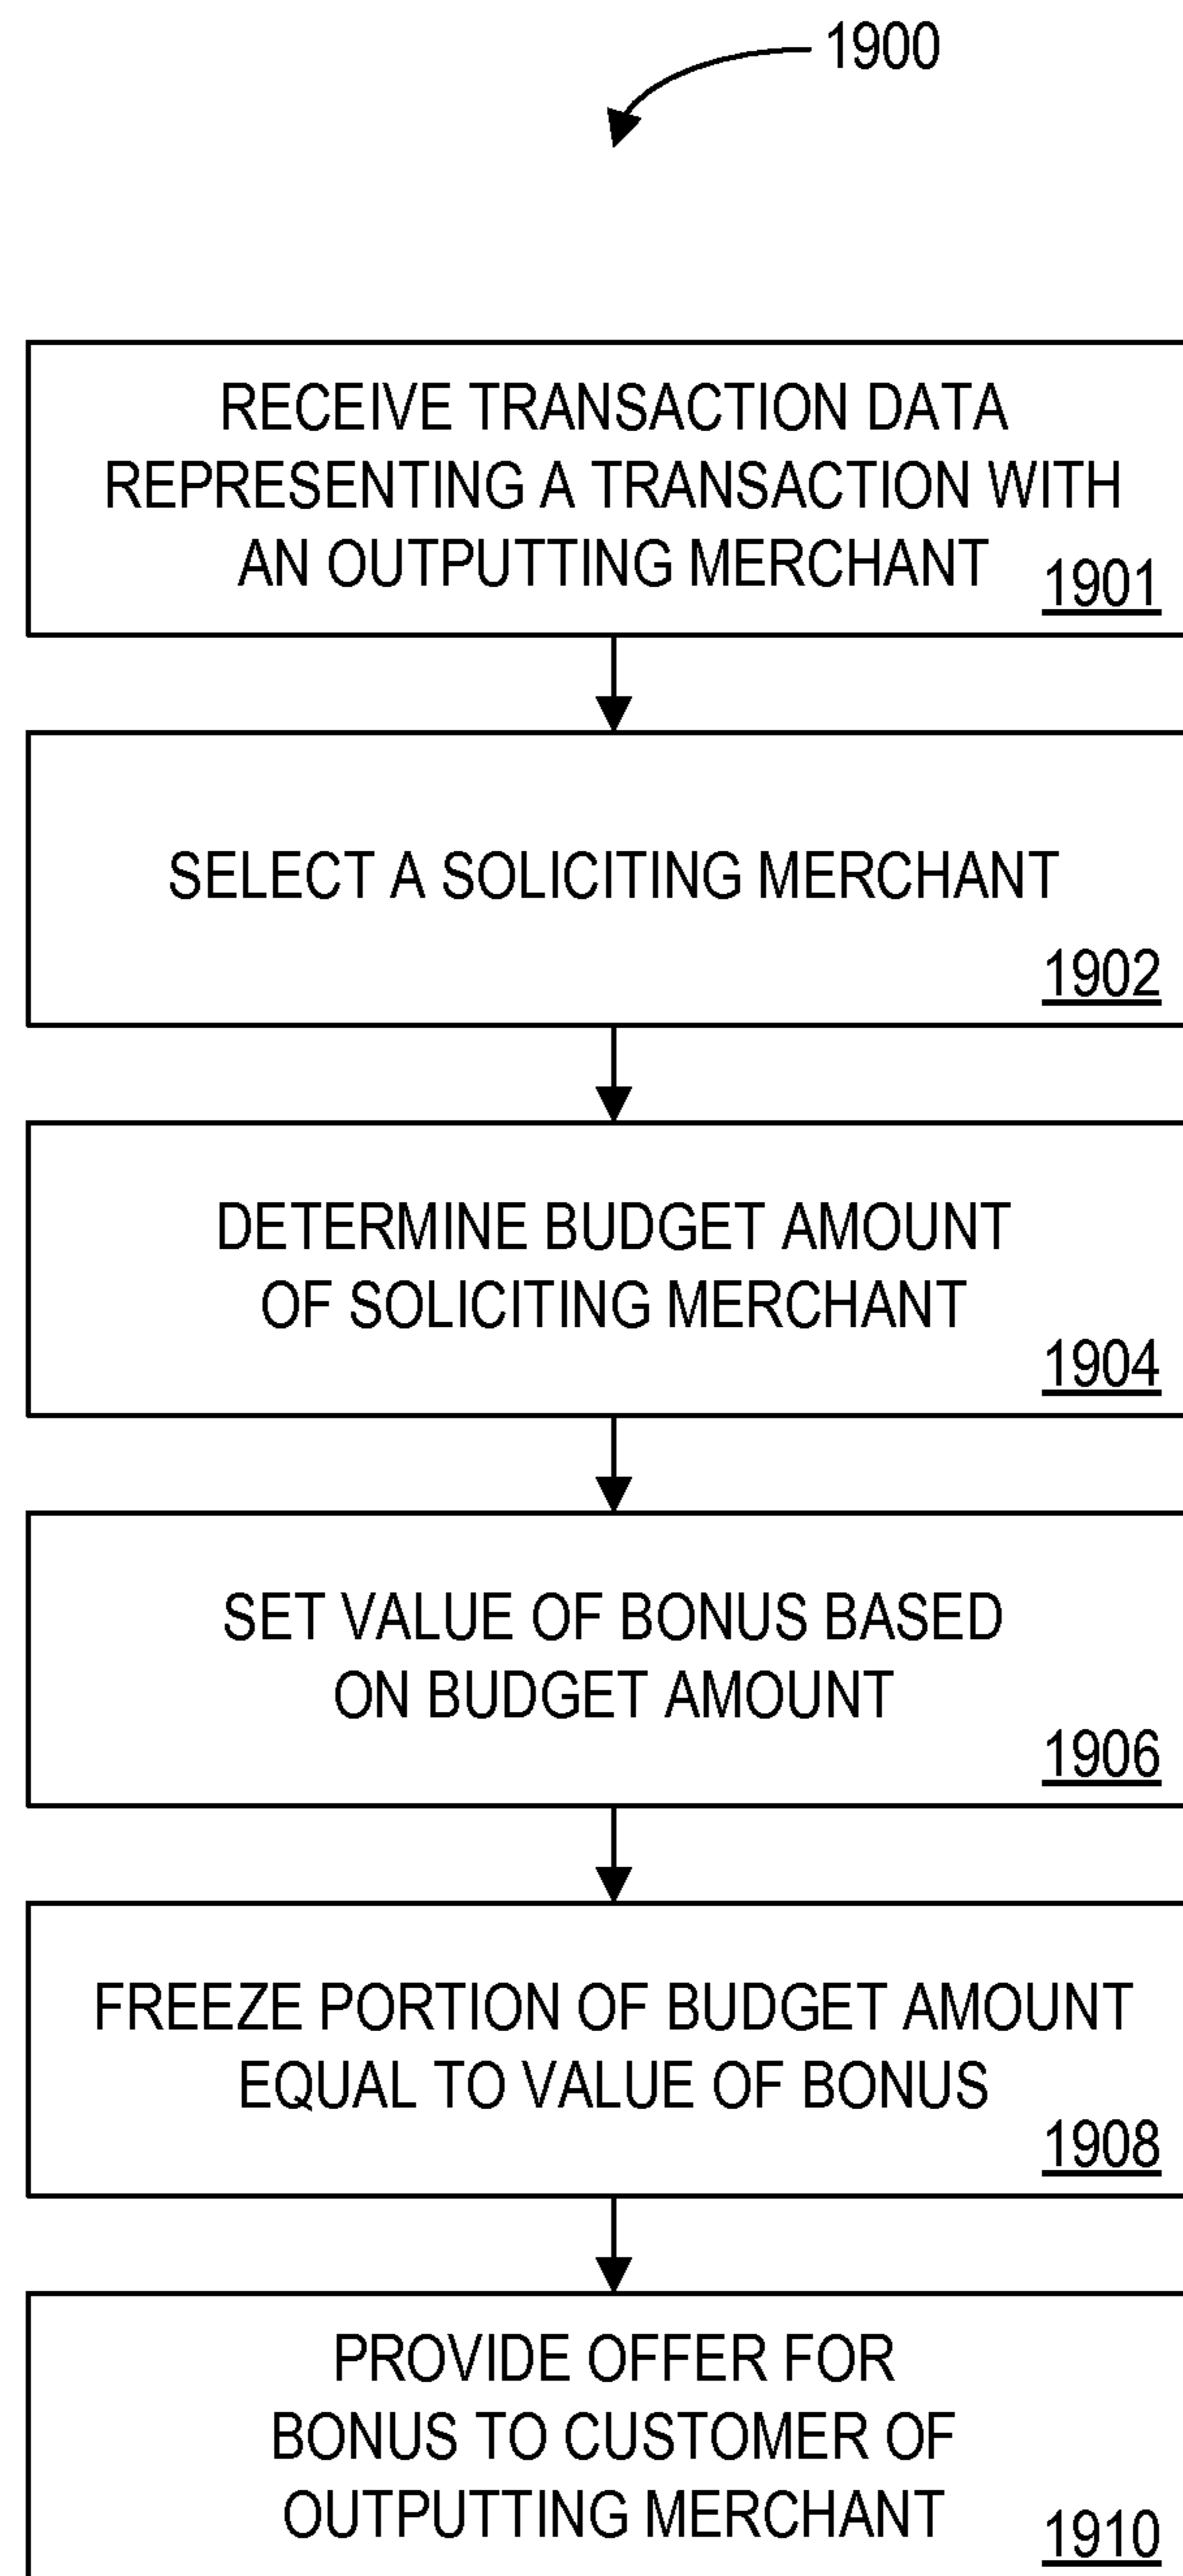 1900
RECEIVE TRANSACTION DATA
REPRESENTING A TRANSACTION WITH
AN OUTPUTTING MERCHANT
1901
SELECT A SOLICITING MERCHANT
1902
DETERMINE BUDGET AMOUNT
OF SOLICITING MERCHANT
1904
SET VALUE OF BONUS BASED
ON BUDGET AMOUNT
1906
FREEZE PORTION OF BUDGET AMOUNT
EQUAL TO VALUE OF BONUS
1908
PROVIDE OFFER FOR
BONUS TO CUSTOMER OF
OUTPUTTING MERCHANT
1910